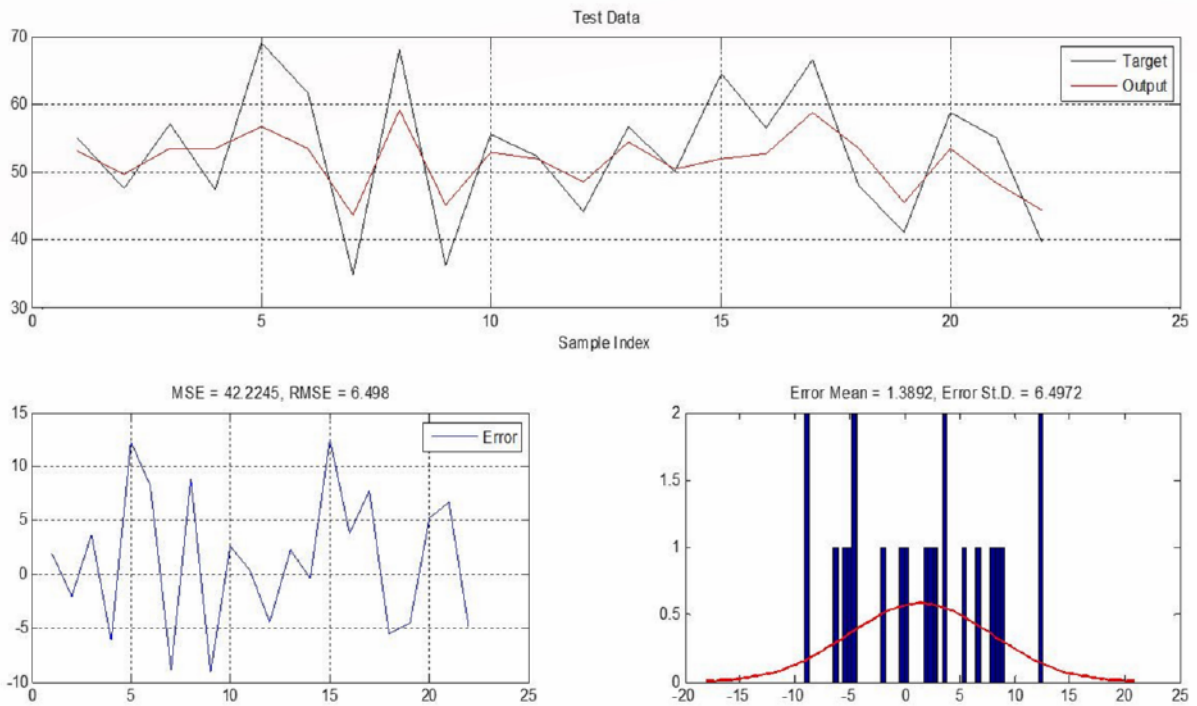 Test Data
70
60
50
40
30
0 5 10 15 20 25
Target
Output
Sample Index
MSE = 42.2245, RMSE = 6.498
15
10
5
0
-5
-10
0 5 10 15 20 25
Error
Error Mean = 1.3892, Error St.D. = 6.4972
2
1.5
1
0.5
0
-20 -15 -10 -5 0 5 10 15 20 25